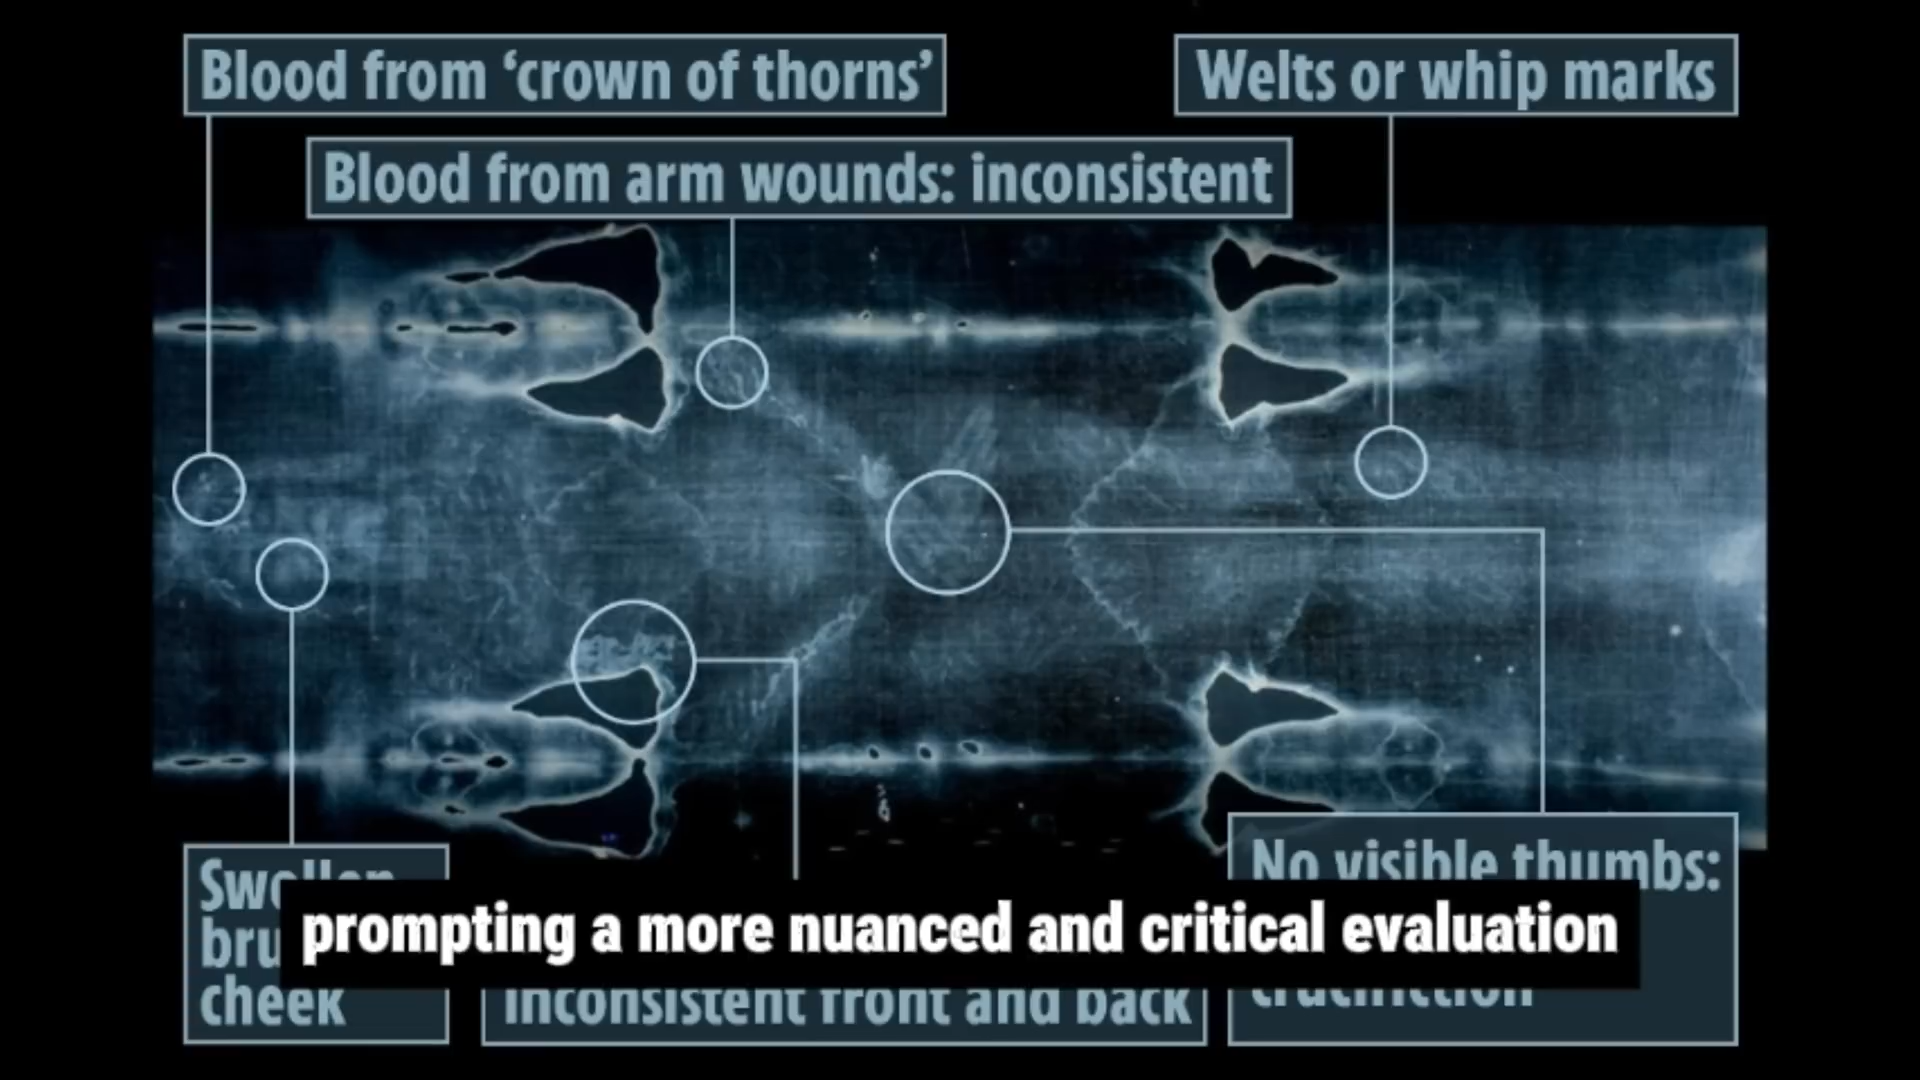 Blood from ‘crown of thorns’
Welts or whip marks
Blood from arm wounds: inconsistent
No visible thumbs:
prompting a more nuanced and critical evaluation
cheek
inconsistent front and back
crucifiction